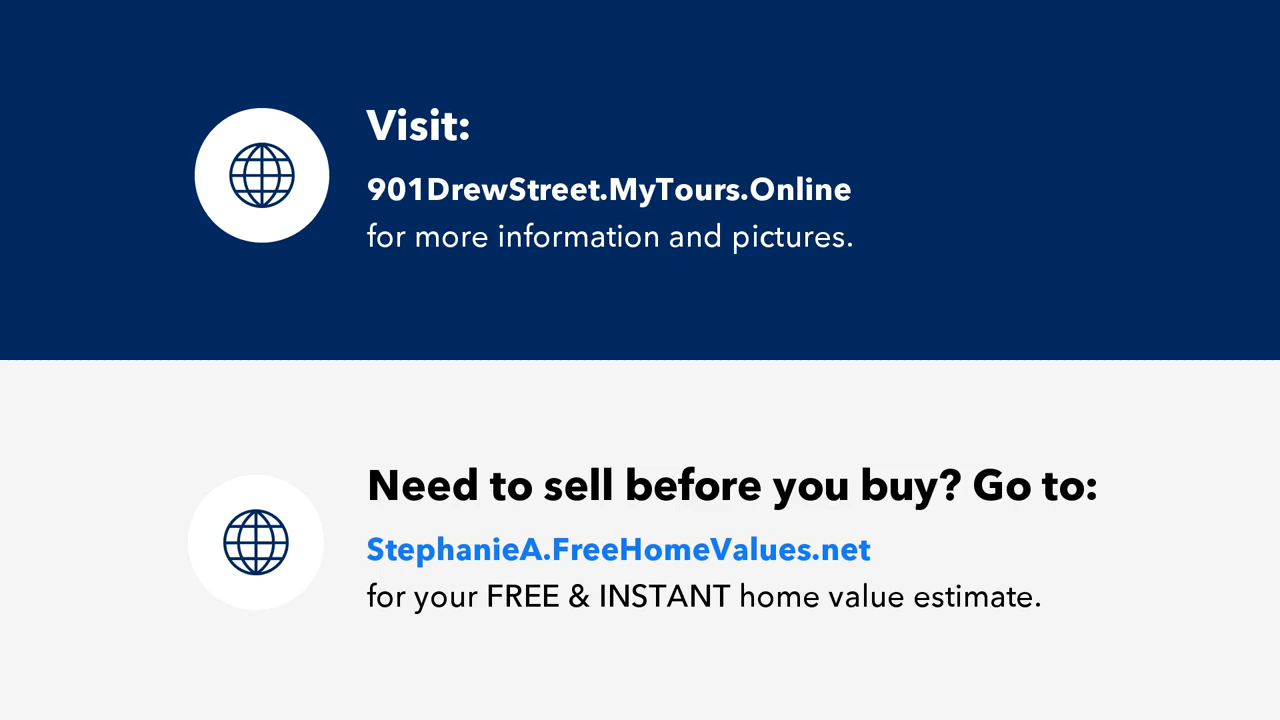 Visit:
901DrewStreet.MyTours.Online
for more information and pictures.
Need to sell before you buy? Go to:
StephanieA.FreeHomeValues.net
for your FREE & INSTANT home value estimate.